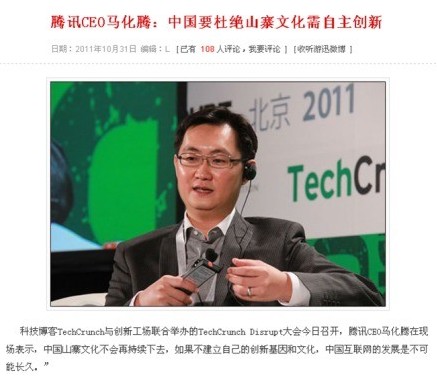 腾讯CEO马化腾：中国要杜绝山寨文化需自主创新
日期：2011年10月31日 编辑：L [已有 108人评论，我要评论] [收听游迅微博]
北京 2011
TechCru
科技博客TechCrunch与创新工场联合举办的TechCrunch Disrupt大会今日召开，腾讯CEO马化腾在现
场表示，中国山寨文化不会再持续下去，如果不建立自己的创新基因和文化，中国互联网的发展是不可
能长久。”